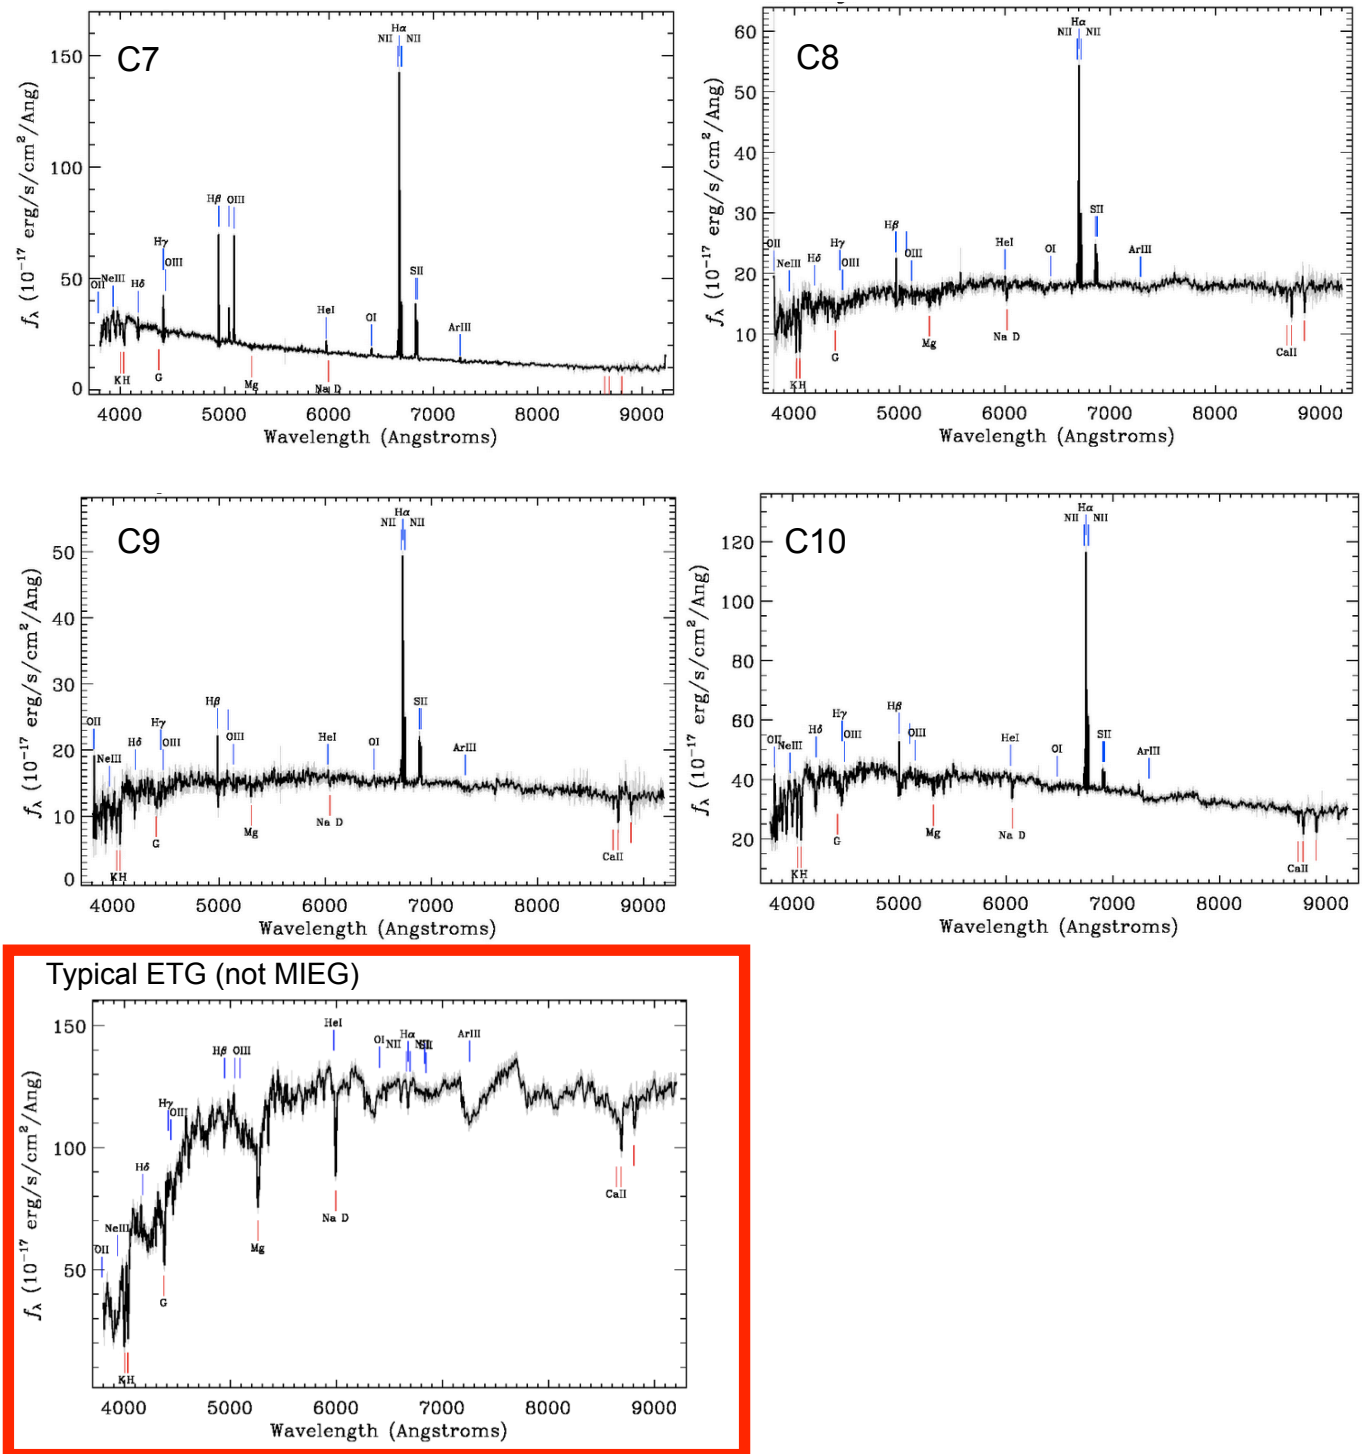 C7
NII Hα NII
OII NeIII Hδ Hγ OIII Hβ OIII HeI OI SII ArIII
K H G Mg Na D
150
100
50
0
4000 5000 6000 7000 8000 9000
Wavelength (Angstroms)
fλ (10⁻¹⁷ erg/s/cm²/Ang)
C8
NII Hα NII
OII NeIII Hδ Hγ OIII Hβ OIII HeI OI SII ArIII
K H G Mg Na D CaII
60
50
40
30
20
10
4000 5000 6000 7000 8000 9000
Wavelength (Angstroms)
fλ (10⁻¹⁷ erg/s/cm²/Ang)
C9
NII Hα NII
OII NeIII Hδ Hγ OIII Hβ OIII HeI OI SII ArIII
K H G Mg Na D CaII
50
40
30
20
10
0
4000 5000 6000 7000 8000 9000
Wavelength (Angstroms)
fλ (10⁻¹⁷ erg/s/cm²/Ang)
C10
NII Hα NII
OII NeIII Hδ Hγ OIII Hβ OIII HeI OI SII ArIII
K H G Mg Na D CaII
120
100
80
60
40
20
4000 5000 6000 7000 8000 9000
Wavelength (Angstroms)
fλ (10⁻¹⁷ erg/s/cm²/Ang)
Typical ETG (not MIEG)
OII NeIII Hδ Hγ OIII Hβ OIII HeI OI NII Hα ArIII
K H G Mg Na D CaII
150
100
50
4000 5000 6000 7000 8000 9000
Wavelength (Angstroms)
fλ (10⁻¹⁷ erg/s/cm²/Ang)